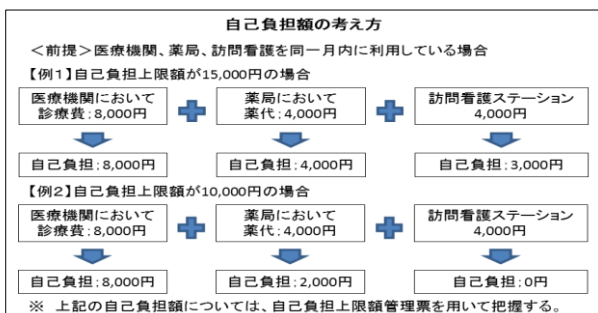 自己負担額の考え方
＜前提＞医療機関、薬局、訪問看護を同一月内に利用している場合
【例1】自己負担上限額が15,000円の場合
医療機関において
診療費：8,000円
薬局において
薬代：4,000円
訪問看護ステーション
4,000円
自己負担：8,000円
自己負担：4,000円
自己負担：3,000円
【例2】自己負担上限額が10,000円の場合
医療機関において
診療費：8,000円
薬局において
薬代：4,000円
訪問看護ステーション
4,000円
自己負担：8,000円
自己負担：2,000円
自己負担：0円
※ 上記の自己負担額については、自己負担上限額管理票を用いて把握する。